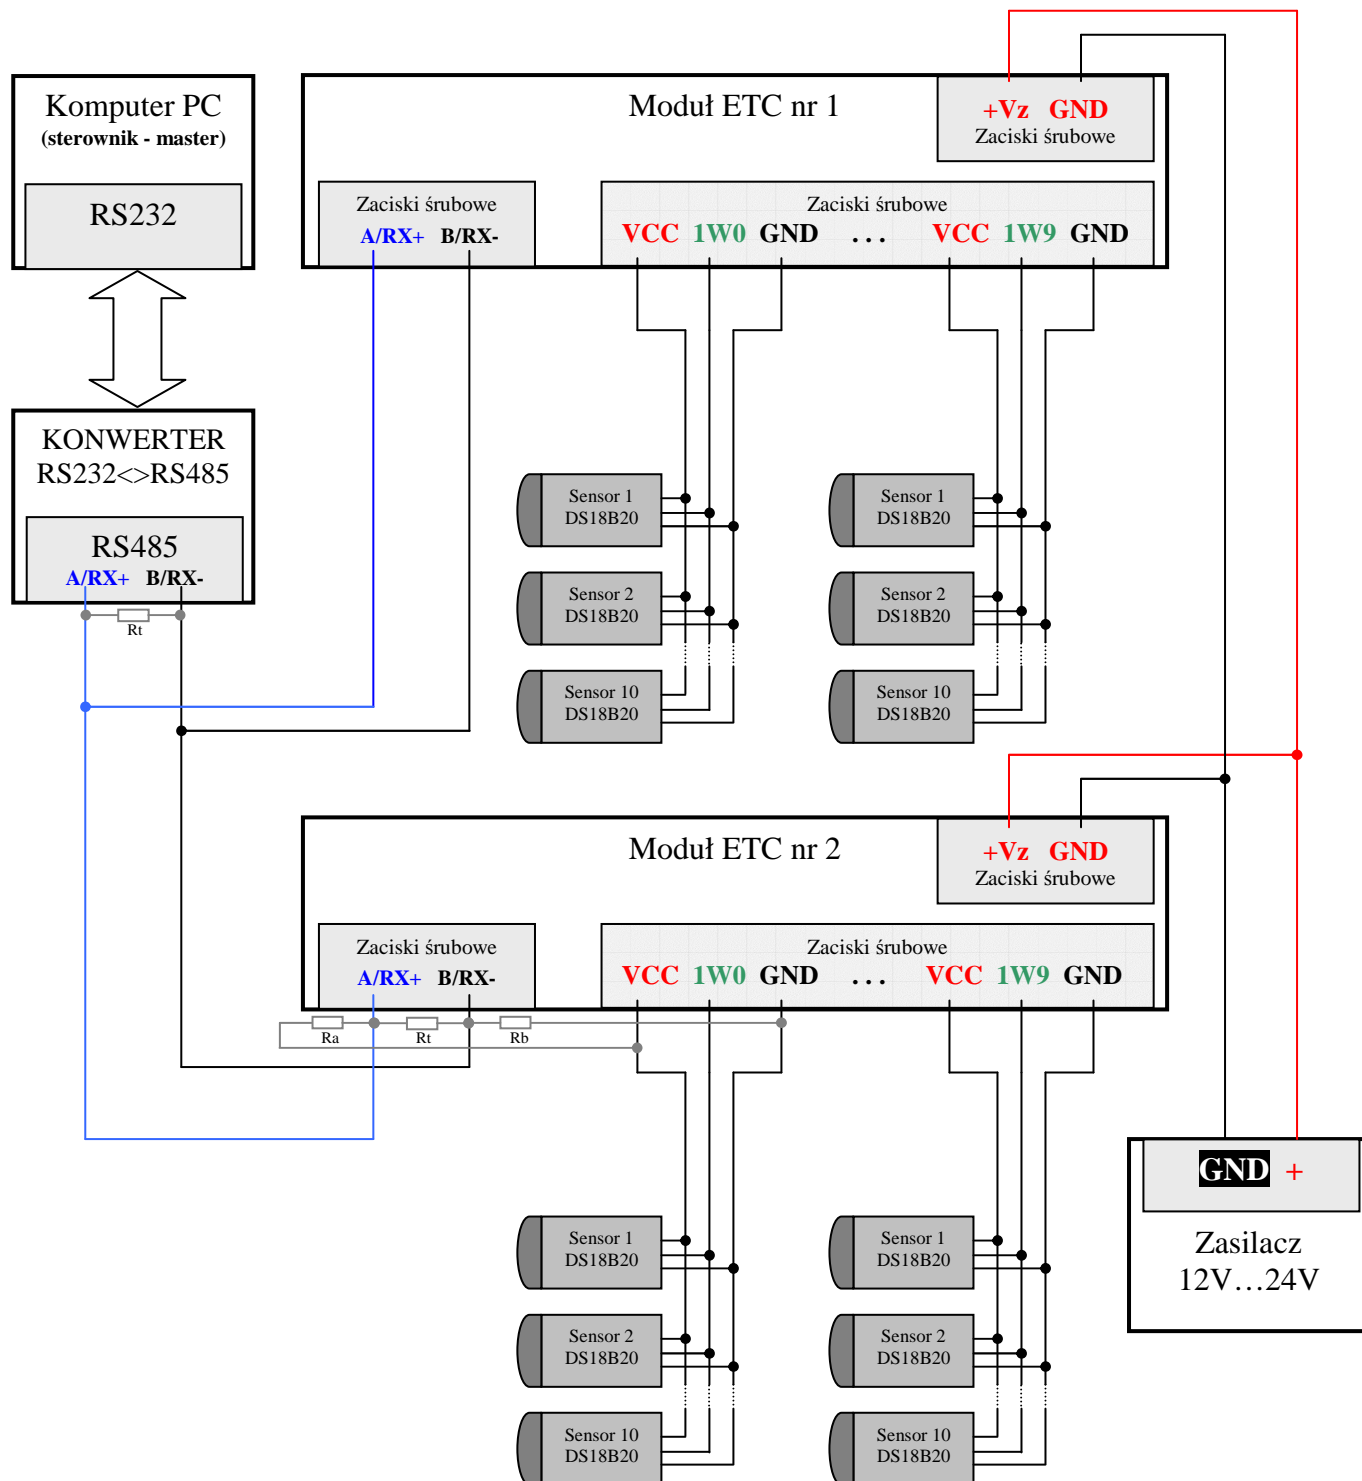 Komputer PC
(sterownik - master)
RS232
Moduł ETC nr 1
+Vz GND
Zaciski śrubowe
Zaciski śrubowe
A/RX+ B/RX-
Zaciski śrubowe
VCC 1W0 GND ... VCC 1W9 GND
KONWERTER
RS232<>RS485
RS485
A/RX+ B/RX-
Rt
Sensor 1
DS18B20
Sensor 2
DS18B20
Sensor 10
DS18B20
Sensor 1
DS18B20
Sensor 2
DS18B20
Sensor 10
DS18B20
Moduł ETC nr 2
+Vz GND
Zaciski śrubowe
Zaciski śrubowe
A/RX+ B/RX-
Zaciski śrubowe
VCC 1W0 GND ... VCC 1W9 GND
Ra Rt Rb
Sensor 1
DS18B20
Sensor 2
DS18B20
Sensor 10
DS18B20
Sensor 1
DS18B20
Sensor 2
DS18B20
Sensor 10
DS18B20
GND +
Zasilacz
12V…24V